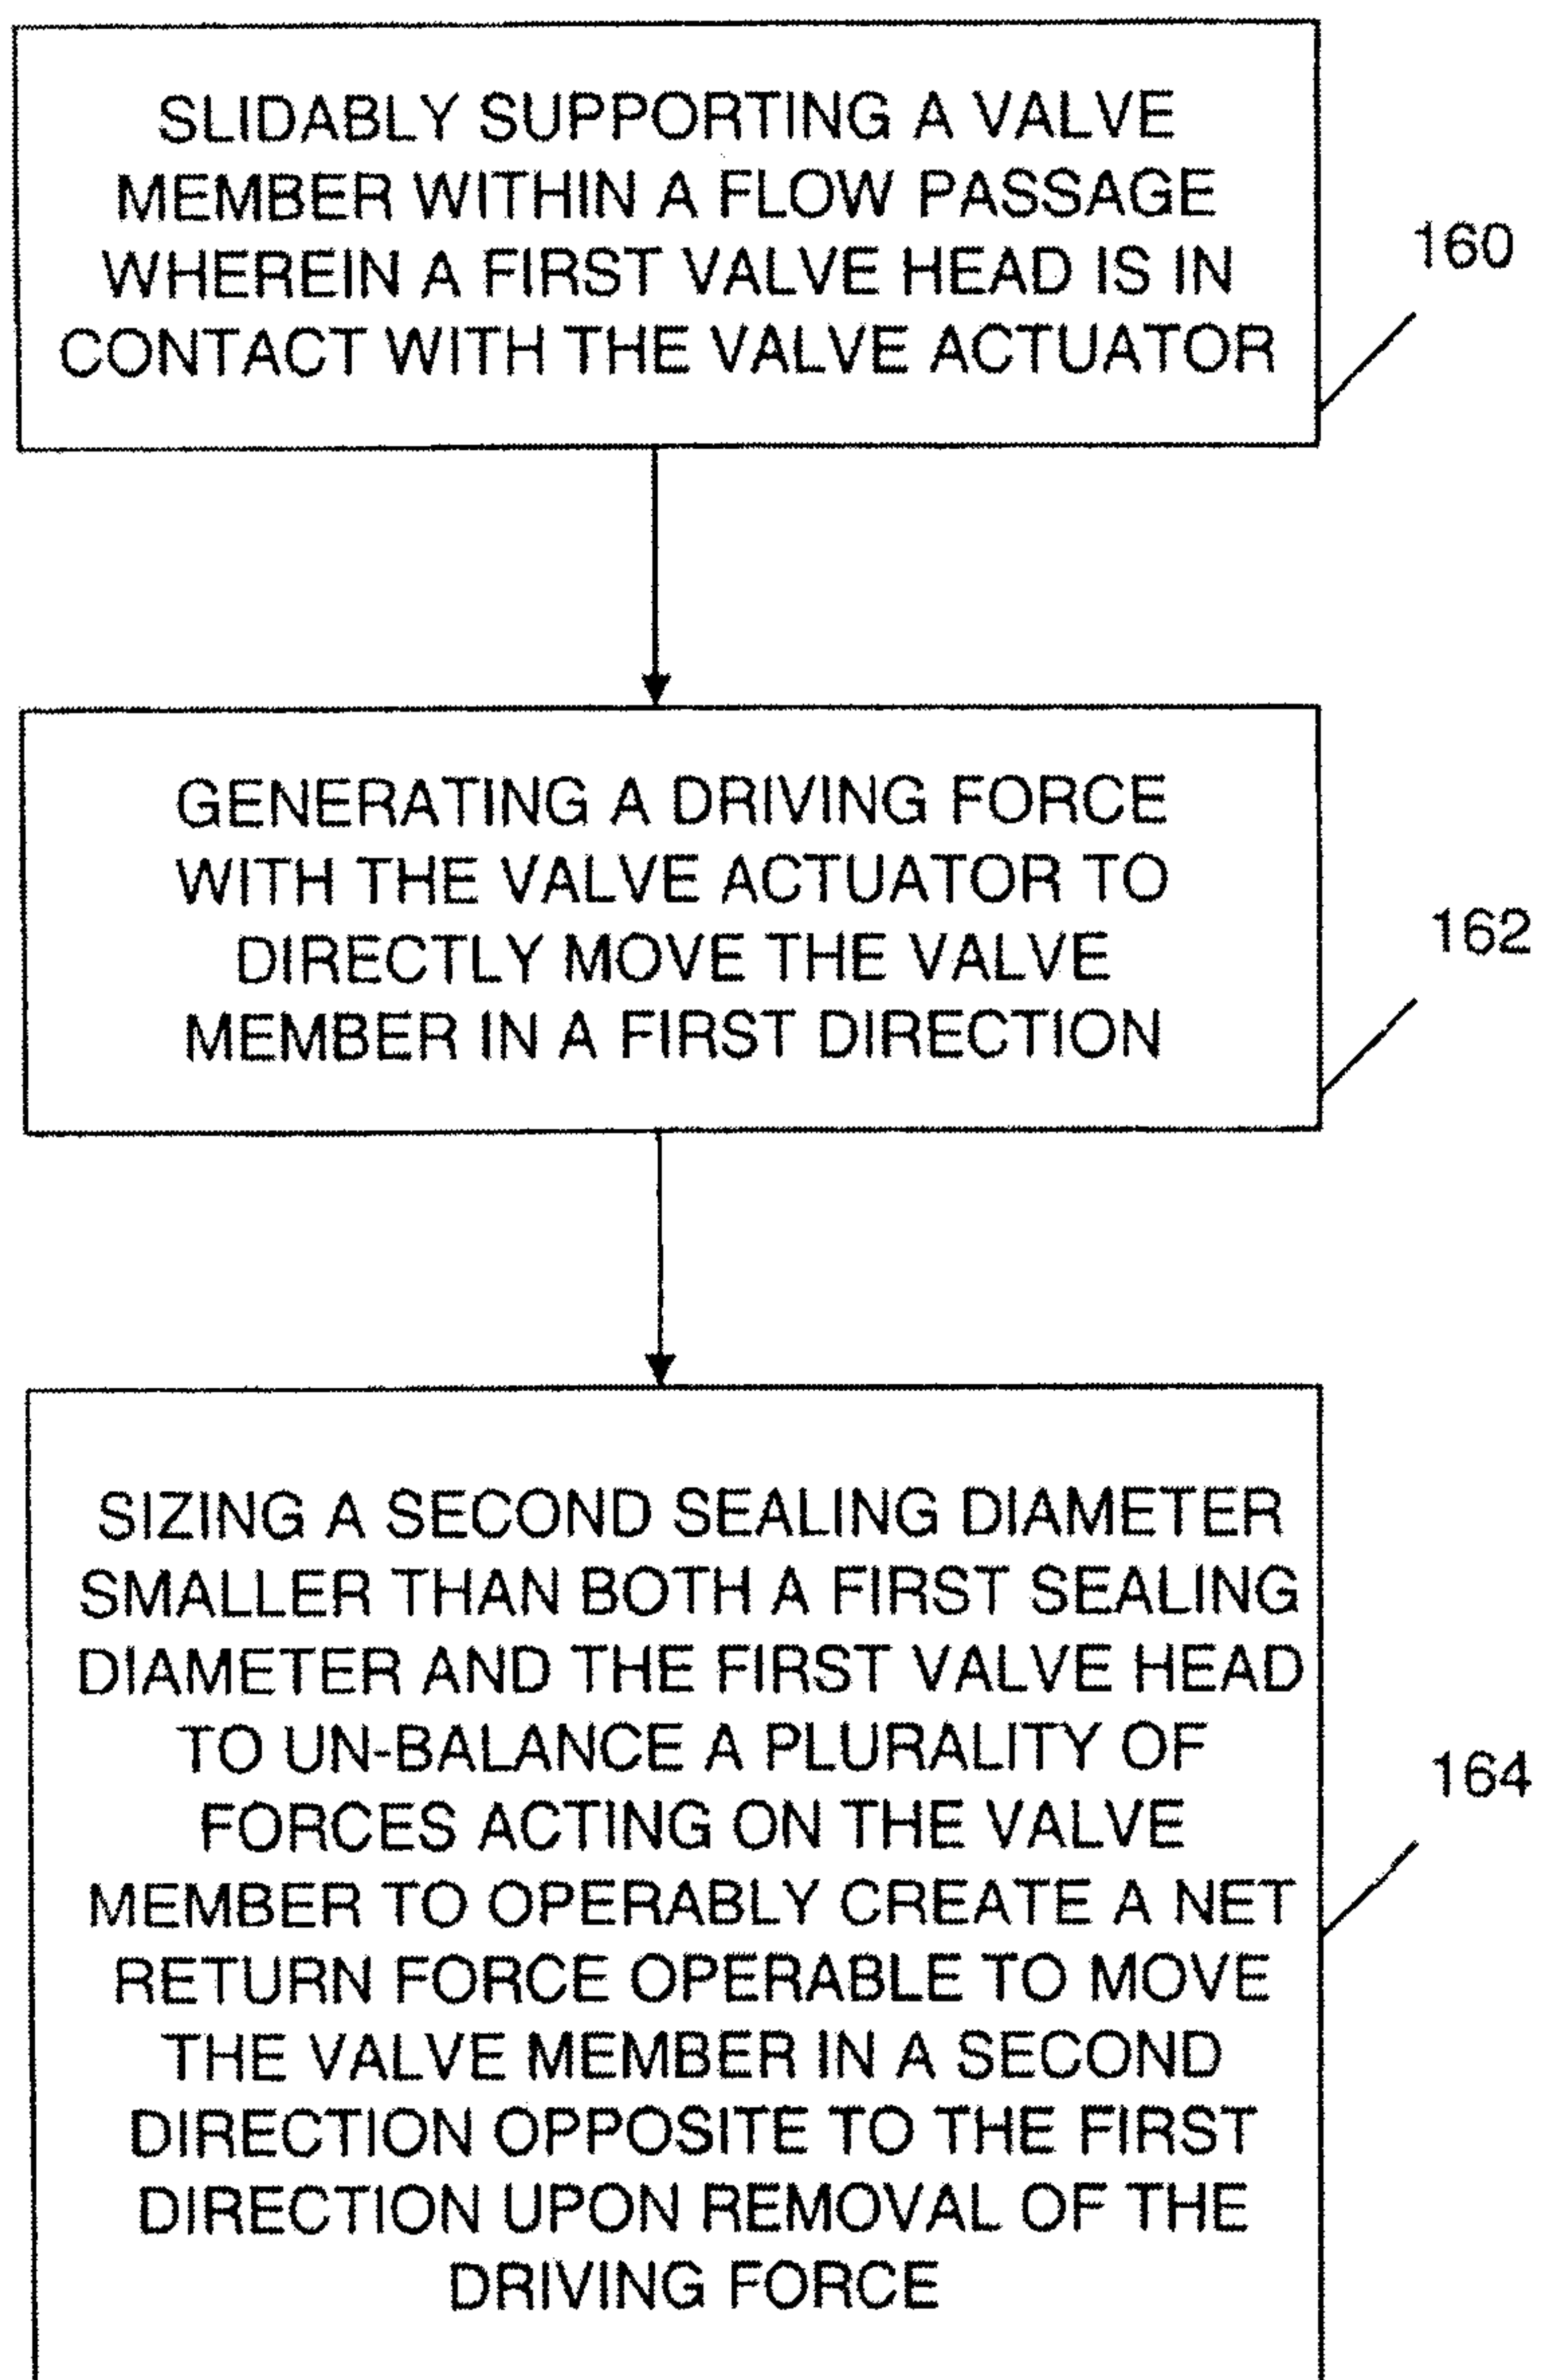 SLIDABLY SUPPORTING A VALVE
MEMBER WITHIN A FLOW PASSAGE
WHEREIN A FIRST VALVE HEAD IS IN
CONTACT WITH THE VALVE ACTUATOR
160
GENERATING A DRIVING FORCE
WITH THE VALVE ACTUATOR TO
DIRECTLY MOVE THE VALVE
MEMBER IN A FIRST DIRECTION
162
SIZING A SECOND SEALING DIAMETER
SMALLER THAN BOTH A FIRST SEALING
DIAMETER AND THE FIRST VALVE HEAD
TO UN-BALANCE A PLURALITY OF
FORCES ACTING ON THE VALVE
MEMBER TO OPERABLY CREATE A NET
RETURN FORCE OPERABLE TO MOVE
THE VALVE MEMBER IN A SECOND
DIRECTION OPPOSITE TO THE FIRST
DIRECTION UPON REMOVAL OF THE
DRIVING FORCE
164